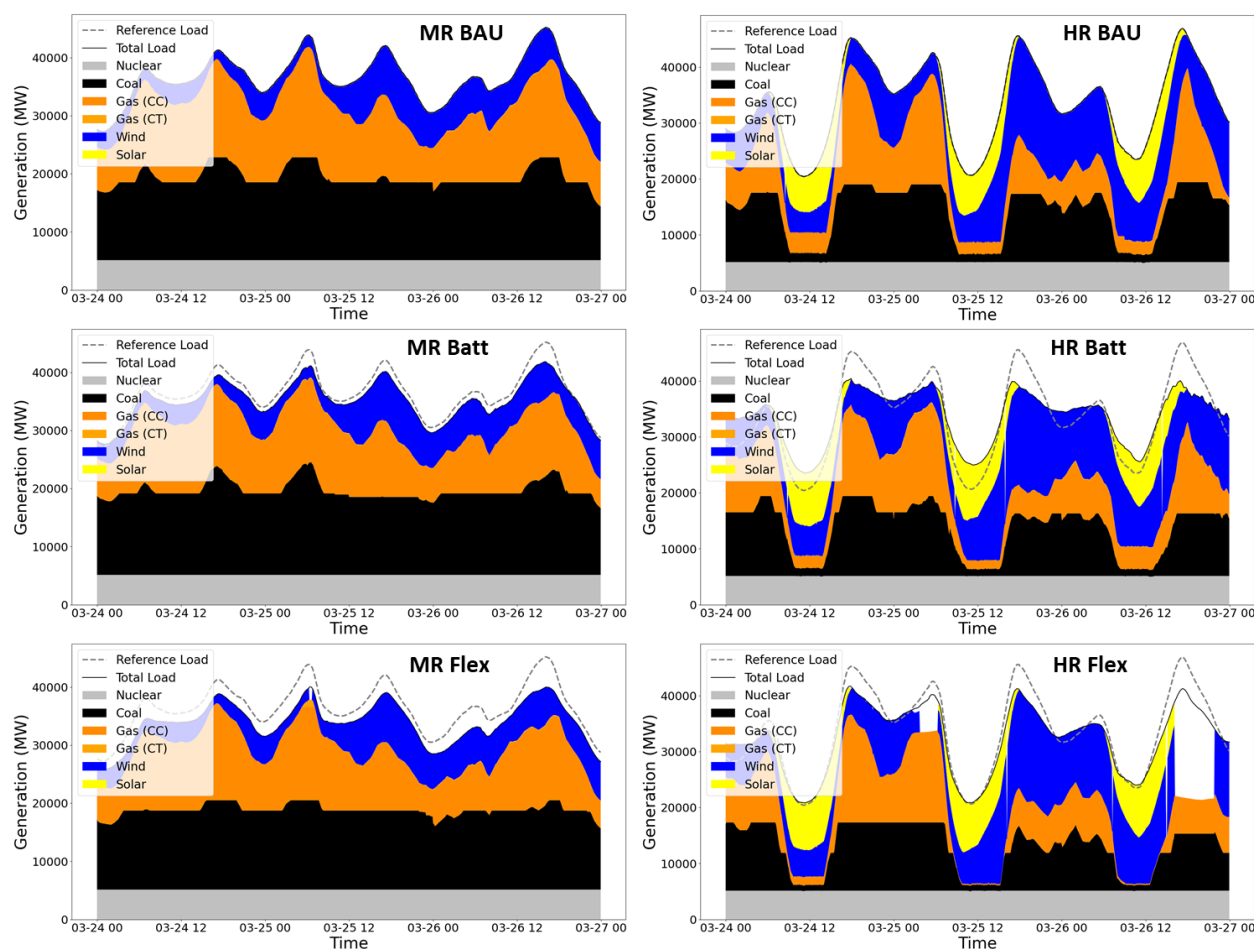 MR BAU
Reference Load
Total Load
Nuclear
Coal
Gas (CC)
Gas (CT)
Wind
Solar
Generation (MW)
40000
30000
20000
10000
0
03-24 00 03-24 12 03-25 00 03-25 12 03-26 00 03-26 12 03-27 00
Time
HR BAU
Reference Load
Total Load
Nuclear
Coal
Gas (CC)
Gas (CT)
Wind
Solar
Generation (MW)
40000
30000
20000
10000
0
03-24 00 03-24 12 03-25 00 03-25 12 03-26 00 03-26 12 03-27 00
Time
MR Batt
Reference Load
Total Load
Nuclear
Coal
Gas (CC)
Gas (CT)
Wind
Solar
Generation (MW)
40000
30000
20000
10000
0
03-24 00 03-24 12 03-25 00 03-25 12 03-26 00 03-26 12 03-27 00
Time
HR Batt
Reference Load
Total Load
Nuclear
Coal
Gas (CC)
Gas (CT)
Wind
Solar
Generation (MW)
40000
30000
20000
10000
0
03-24 00 03-24 12 03-25 00 03-25 12 03-26 00 03-26 12 03-27 00
Time
MR Flex
Reference Load
Total Load
Nuclear
Coal
Gas (CC)
Gas (CT)
Wind
Solar
Generation (MW)
40000
30000
20000
10000
0
03-24 00 03-24 12 03-25 00 03-25 12 03-26 00 03-26 12 03-27 00
Time
HR Flex
Reference Load
Total Load
Nuclear
Coal
Gas (CC)
Gas (CT)
Wind
Solar
Generation (MW)
40000
30000
20000
10000
0
03-24 00 03-24 12 03-25 00 03-25 12 03-26 00 03-26 12 03-27 00
Time